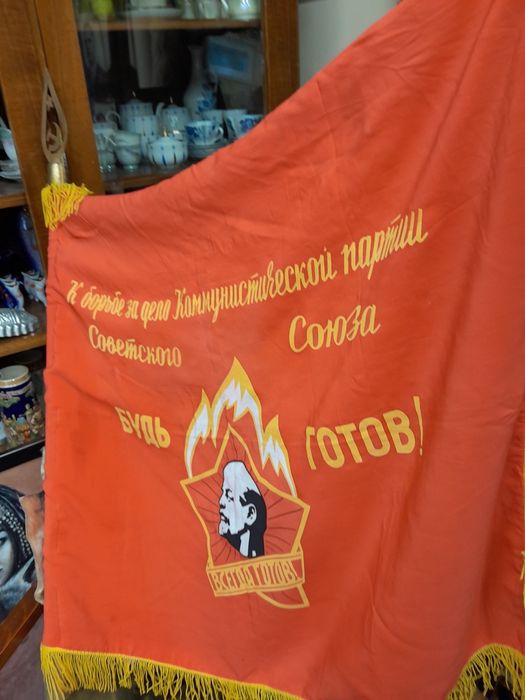 К борьбе за дело Коммунистической партии
Советского Союза
БУДЬ ГОТОВ!
ВСЕГДА ГОТОВ!